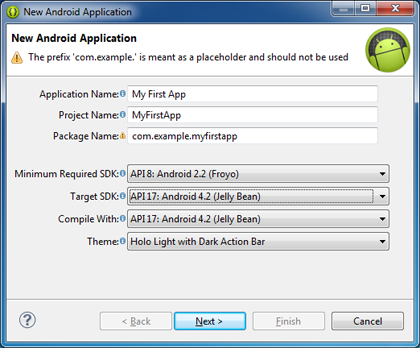 New Android Application
New Android Application
The prefix 'com.example.' is meant as a placeholder and should not be used
Application Name: My First App
Project Name: MyFirstApp
Package Name: com.example.myfirstapp
Minimum Required SDK: API 8: Android 2.2 (Froyo)
Target SDK: API 17: Android 4.2 (Jelly Bean)
Compile With: API 17: Android 4.2 (Jelly Bean)
Theme: Holo Light with Dark Action Bar
? < Back Next > Finish Cancel